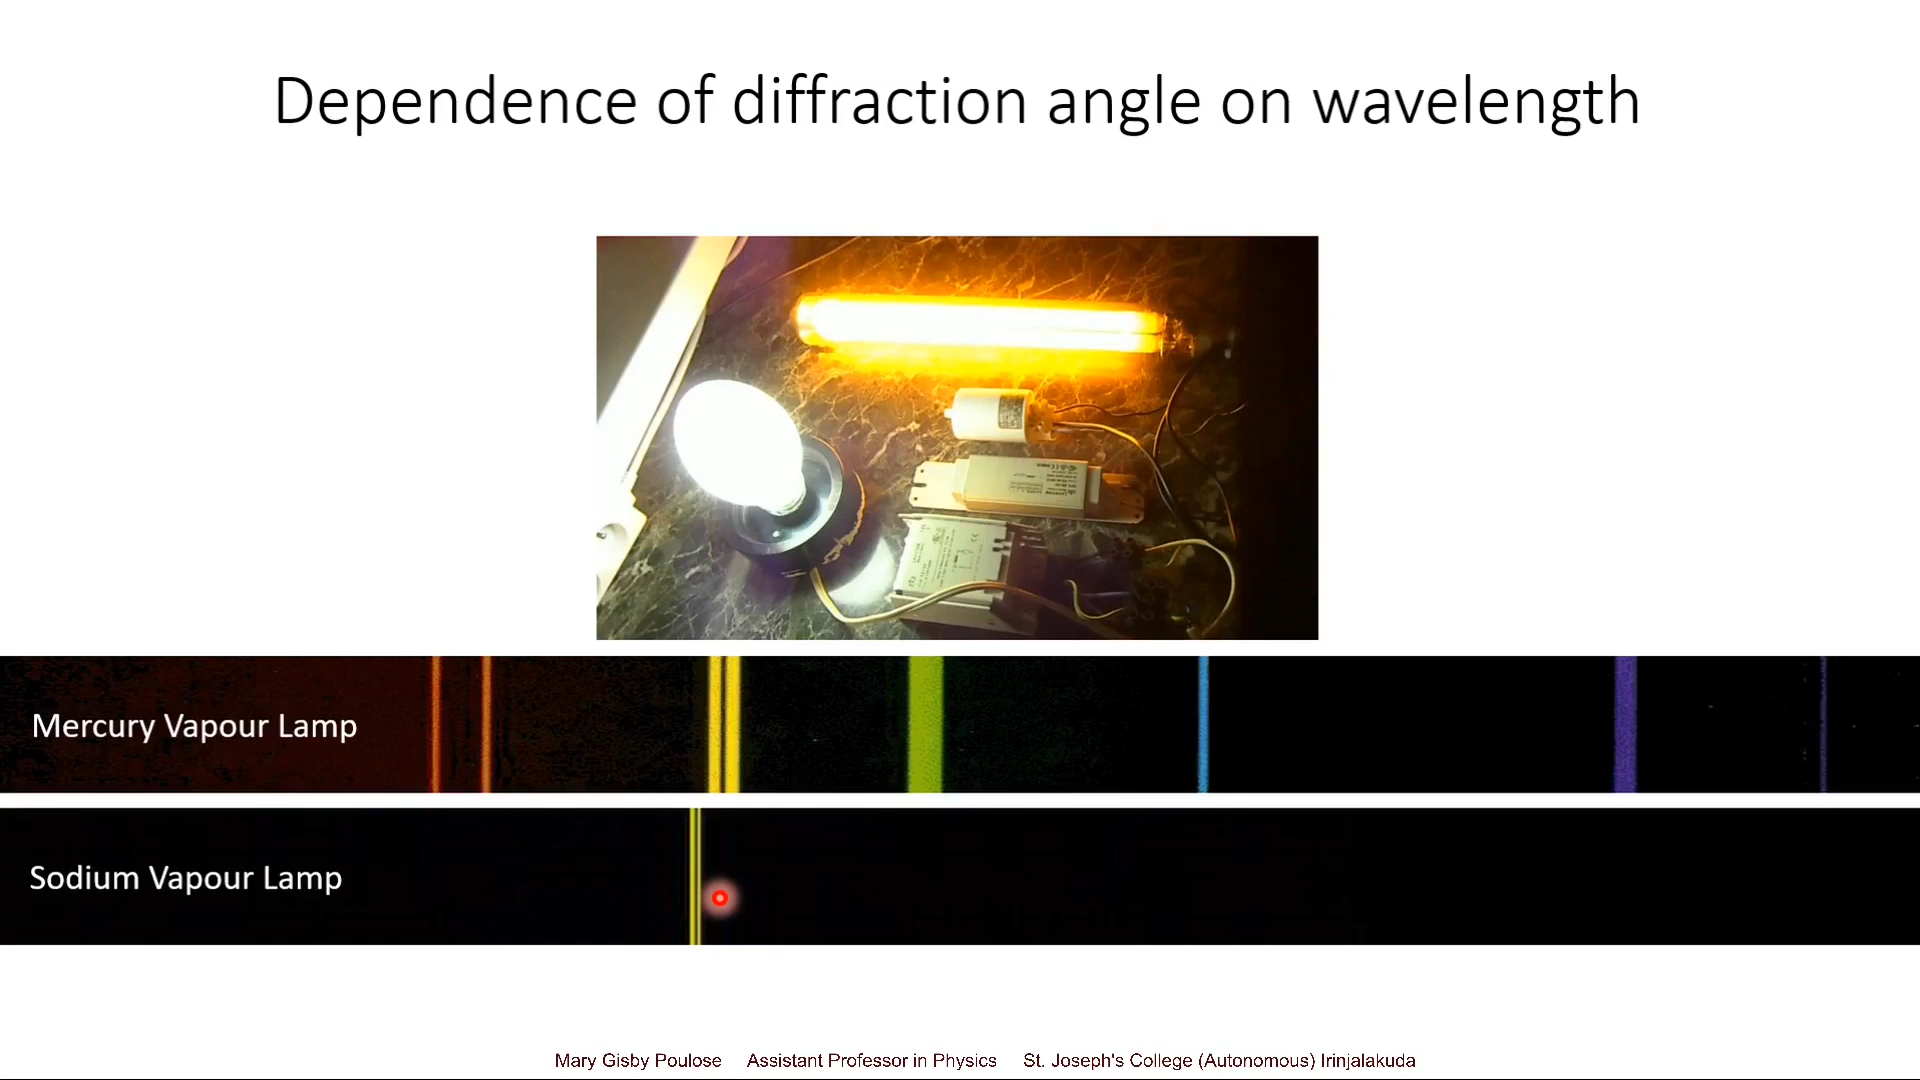 Dependence of diffraction angle on wavelength
Mercury Vapour Lamp
Sodium Vapour Lamp
Mary Gisby Poulose Assistant Professor in Physics St. Joseph's College (Autonomous) Irinjalakuda